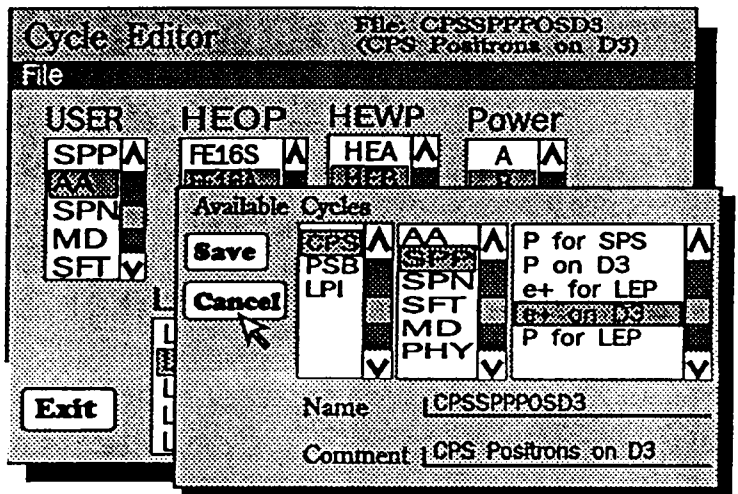 Cycle Editor
File: CPSSPPPOSD3
(CPS Positrons on D3)
File
USER HEOP HEWP Power
SPP FE16S HEA A
AA
SPN
MD
SFT
Available Cycles
Save
Cancel
CPS AA P for SPS
PSB SPP P on D3
LPI SPN e+ for LEP
SFT e+ on D3
MD P for LEP
PHY
Exit
Name CPSSPPPOSD3
Comment CPS Positrons on D3